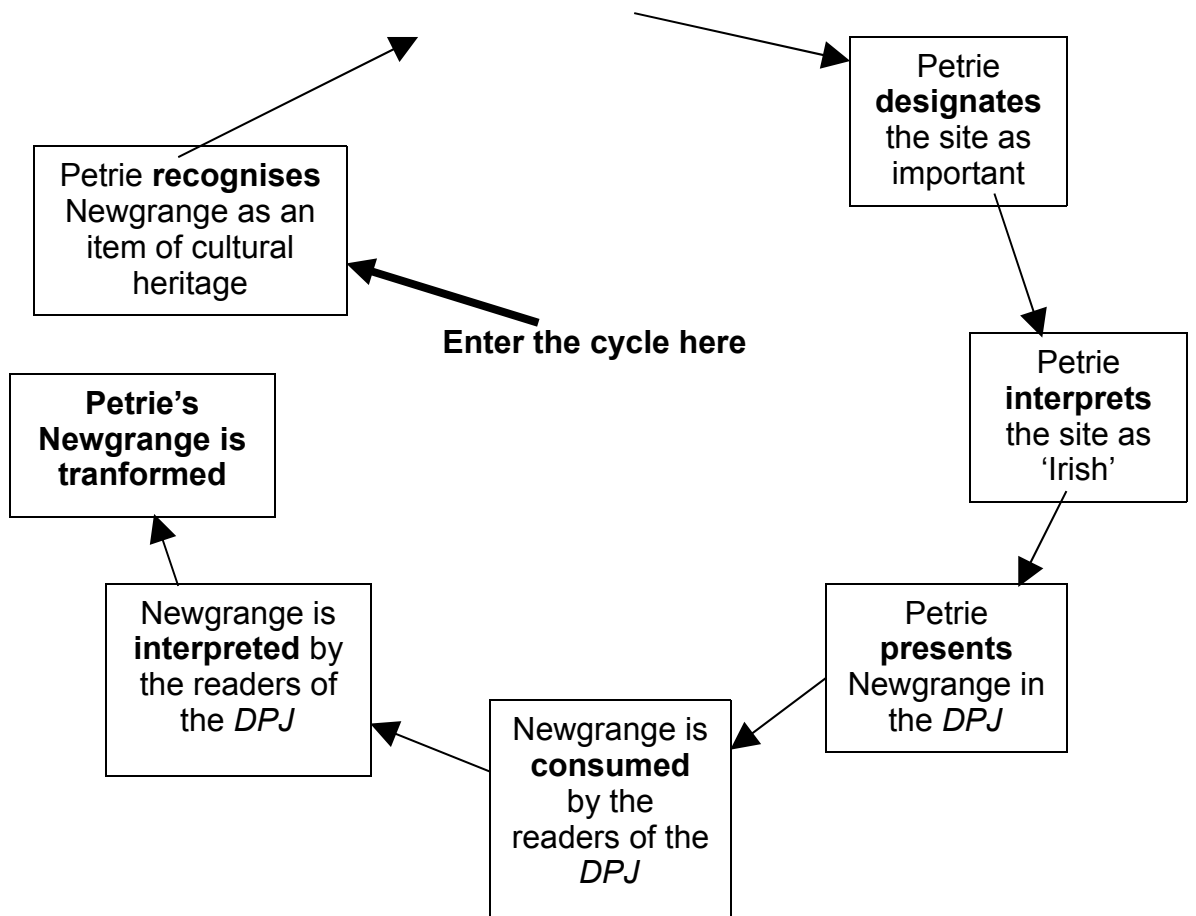 Petrie
designates
the site as
important
Petrie recognises
Newgrange as an
item of cultural
heritage
Enter the cycle here
Petrie
interprets
the site as
‘Irish’
Petrie’s
Newgrange is
tranformed
Newgrange is
interpreted by
the readers of
the DPJ
Petrie
presents
Newgrange in
the DPJ
Newgrange is
consumed
by the
readers of the
DPJ